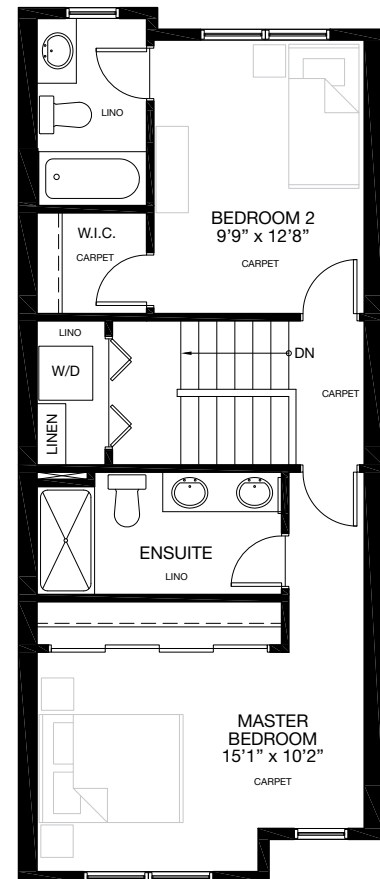 LINO
BEDROOM 2
9’9” x 12’8”
CARPET
W.I.C.
CARPET
LINO
W/D
DN
CARPET
LINEN
ENSUITE
LINO
MASTER
BEDROOM
15’1” x 10’2”
CARPET